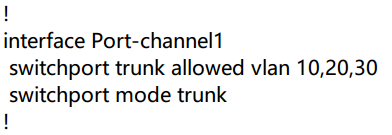 !
interface Port-channel1
 switchport trunk allowed vlan 10,20,30
 switchport mode trunk
!